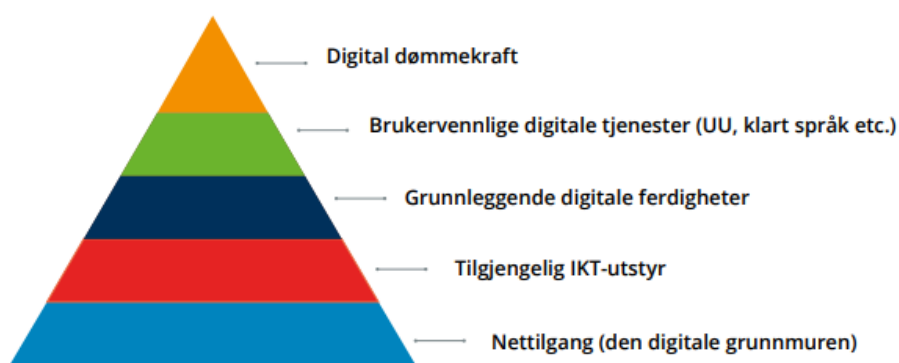 Digital dømmekraft
Brukervennlige digitale tjenester (UU, klart språk etc.)
Grunnleggende digitale ferdigheter
Tilgjengelig IKT-utstyr
Nettilgang (den digitale grunnmuren)